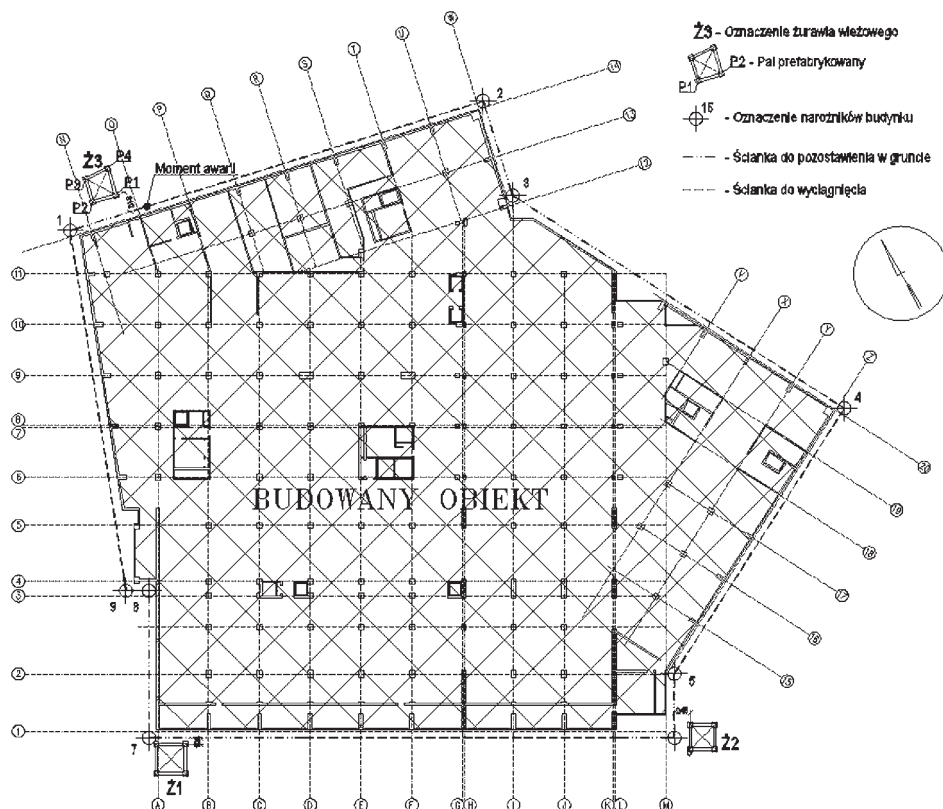 Ż3 - Oznaczenie żurawia wieżowego
P2 - Pal prefabrykowany
P1
15
- Oznaczenie narożników budynku
- Ścianka do pozostawienia w gruncie
- Ścianka do wyciągnięcia
N
O
P
Q
R
S
T
U
14
13
12
2
3
Ż3
P4
P3
P1
P2
Moment awarii
1
11
10
9
8
7
6
5
4
3
2
1
BUDOWANY OBIEKT
4
20
19
18
17
16
15
9
8
5
7
Ż1
Ż2
A
B
C
D
E
F
G
H
I
J
K
L
M